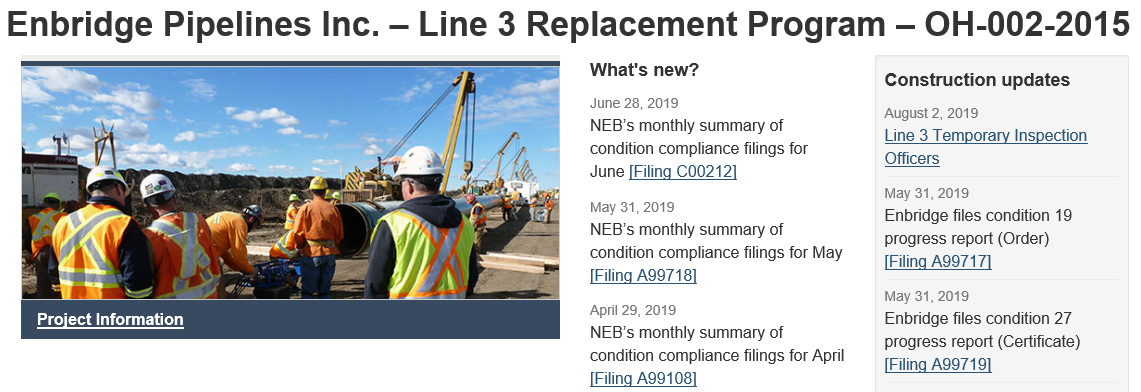 Enbridge Pipelines Inc. – Line 3 Replacement Program – OH-002-2015
Project Information
What's new?
June 28, 2019
NEB’s monthly summary of
condition compliance filings for
June [Filing C00212]
May 31, 2019
NEB’s monthly summary of
condition compliance filings for May
[Filing A99718]
April 29, 2019
NEB’s monthly summary of
condition compliance filings for April
[Filing A99108]
Construction updates
August 2, 2019
Line 3 Temporary Inspection
Officers
May 31, 2019
Enbridge files condition 19
progress report (Order)
[Filing A99717]
May 31, 2019
Enbridge files condition 27
progress report (Certificate)
[Filing A99719]